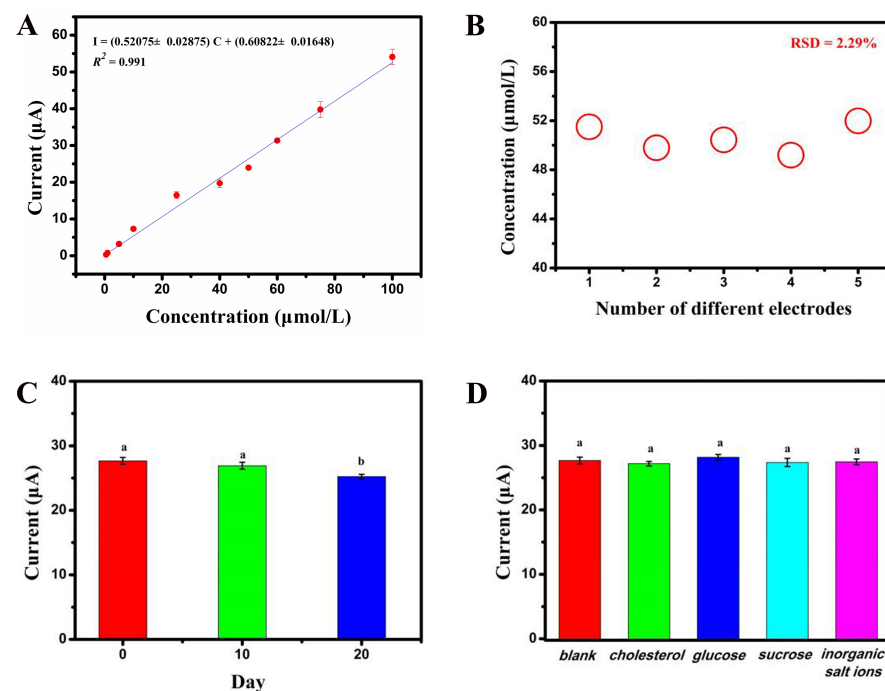 A
I = (0.52075± 0.02875) C + (0.60822± 0.01648)
R² = 0.991
60
50
40
30
20
10
0
Current (µA)
0 20 40 60 80 100
Concentration (µmol/L)
B
RSD = 2.29%
60
56
52
48
44
40
Concentration (µmol/L)
1 2 3 4 5
Number of different electrodes
C
40
30
20
10
0
Current (µA)
a a b
0 10 20
Day
D
40
30
20
10
0
Current (µA)
a a a a a
blank cholesterol glucose sucrose inorganic
salt ions